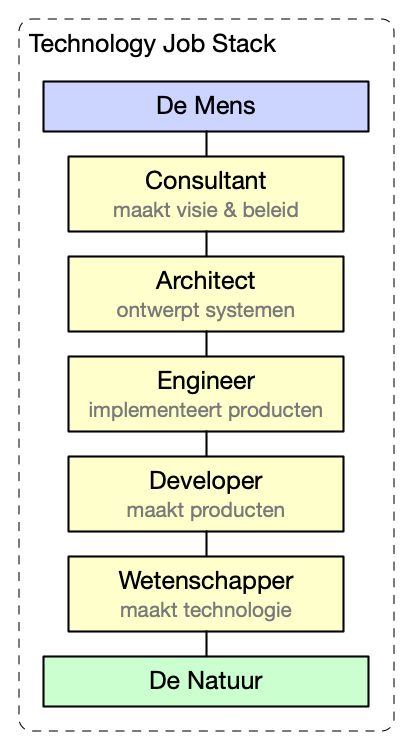 Technology Job Stack
De Mens
Consultant
maakt visie & beleid
Architect
ontwerpt systemen
Engineer
implementeert producten
Developer
maakt producten
Wetenschapper
maakt technologie
De Natuur